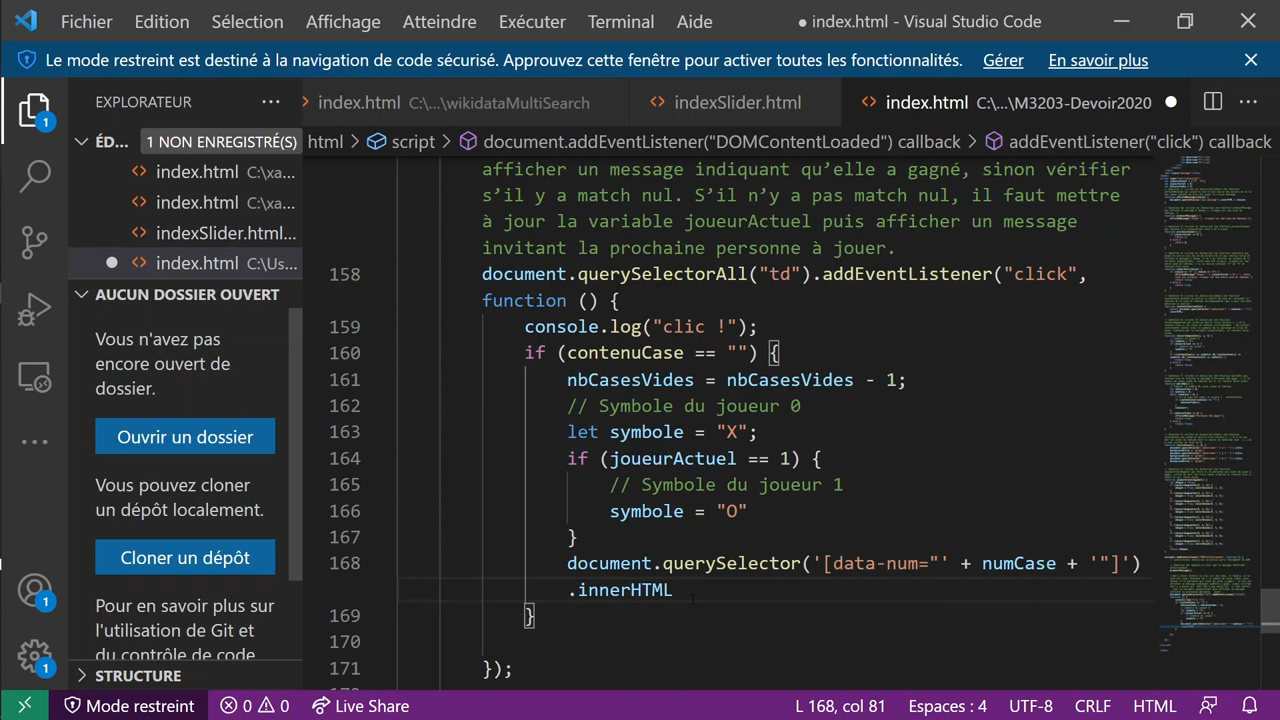 Fichier Edition Sélection Affichage Atteindre Exécuter Terminal Aide ● index.html - Visual Studio Code
Le mode restreint est destiné à la navigation de code sécurisé. Approuvez cette fenêtre pour activer toutes les fonctionnalités. Gérer En savoir plus
EXPLORATEUR
index.html C:\...\wikidataMultiSearch indexSlider.html index.html C:\...\M3203-Devoir2020
ÉD... 1 NON ENREGISTRÉ(S)
html > script > document.addEventListener("DOMContentLoaded") callback > addEventListener("click") callback
index.html C:\xa...
index.html C:\xa...
indexSlider.html...
index.html C:\Us...
AUCUN DOSSIER OUVERT
Vous n'avez pas
encore ouvert de
dossier.
Ouvrir un dossier
Vous pouvez cloner
un dépôt localement.
Cloner un dépôt
Pour en savoir plus sur
l'utilisation de Git et
du contrôle de code
STRUCTURE
1
1
1
afficher un message indiquant qu’elle a gagné, sinon vérifier
s’il y a match nul. S’il n’y a pas match nul, il faut mettre
à jour la variable joueurActuel puis afficher un message
invitant la prochaine personne à jouer.
158 document.querySelectorAll("td").addEventListener("click",
function () {
159 console.log("clic !");
160 if (contenuCase == "") {
161 nbCasesVides = nbCasesVides - 1;
162 // Symbole du joueur 0
163 let symbole = "X";
164 if (joueurActuel == 1) {
165 // Symbole du joueur 1
166 symbole = "O"
167 }
168 document.querySelector('[data-num="' + numCase + '"]')
.innerHTML
169 }
170
171 });
Mode restreint 0 0 Live Share L 168, col 81 Espaces : 4 UTF-8 CRLF HTML